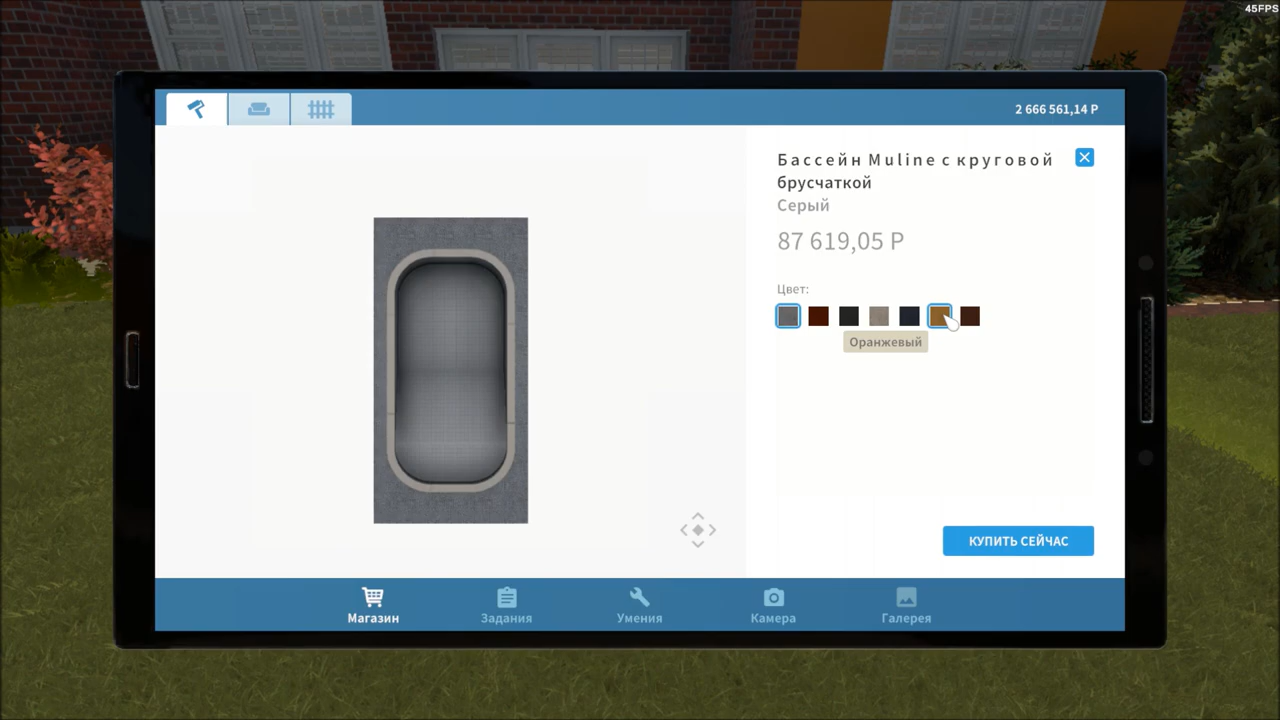 45FPS
2 666 561,14 Р
Бассейн Muline с круговой
брусчаткой
Серый
87 619,05 Р
Цвет:
Оранжевый
КУПИТЬ СЕЙЧАС
Магазин
Задания
Умения
Камера
Галерея